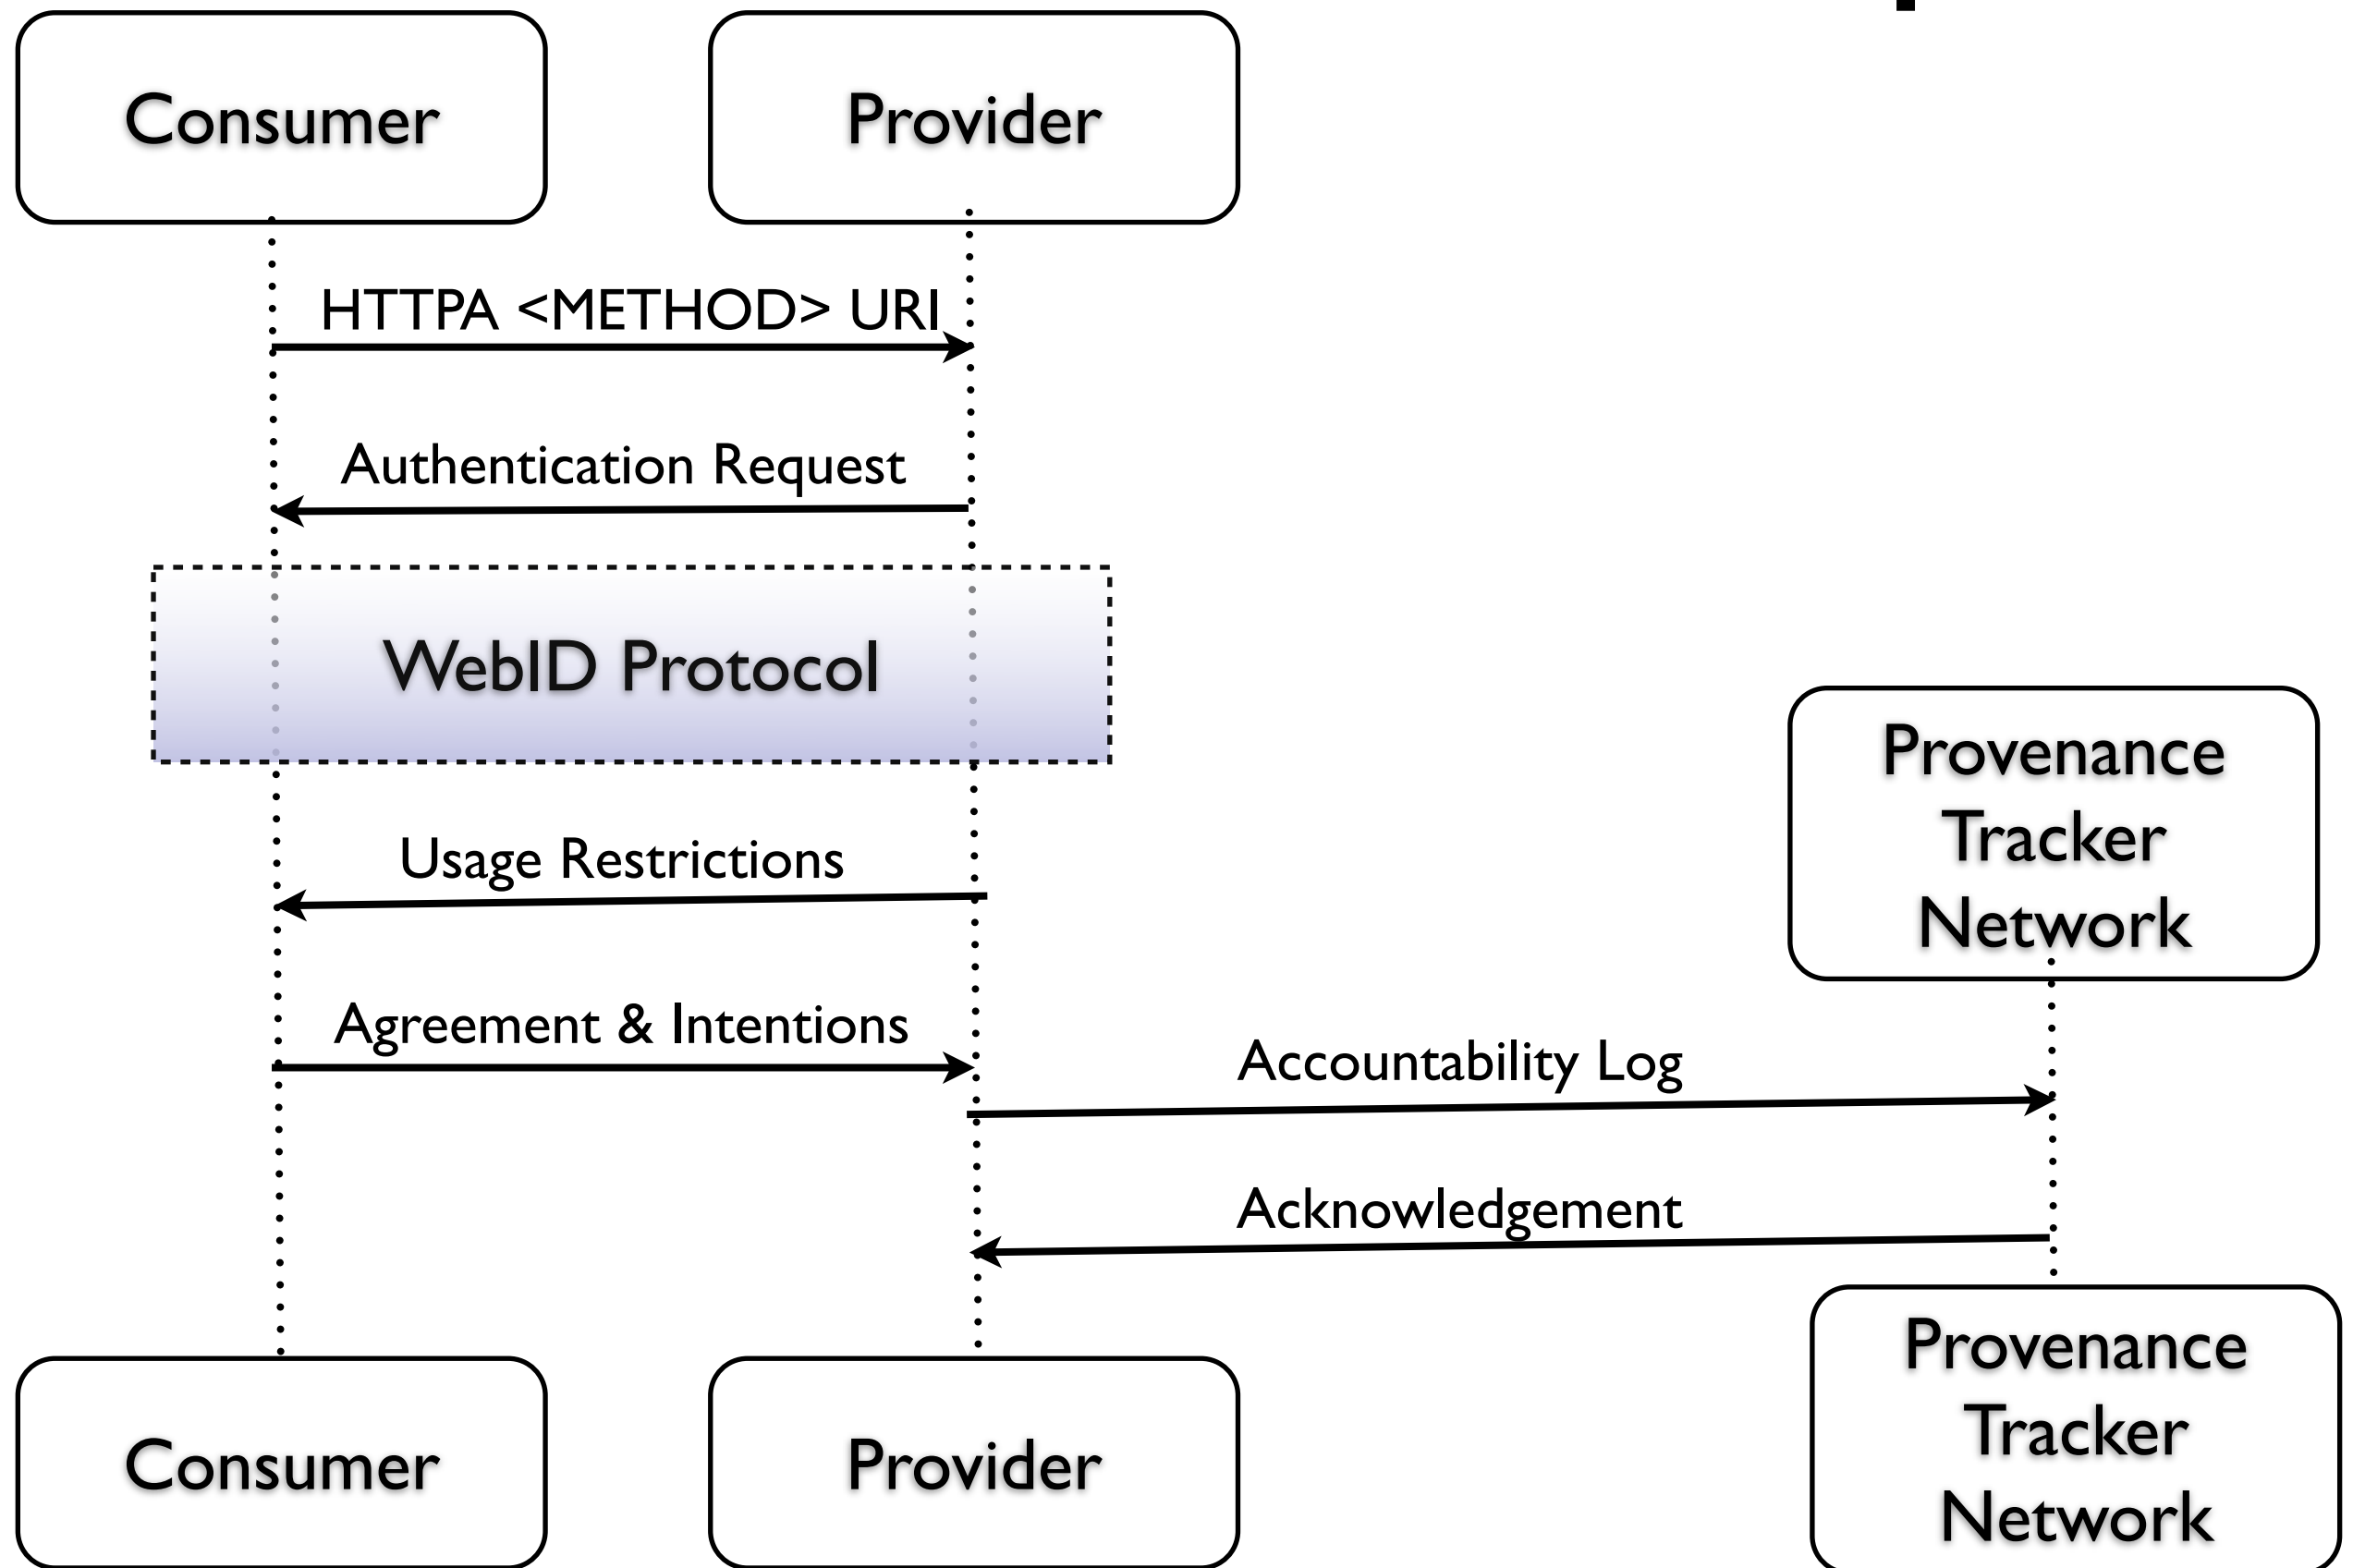 Consumer
Provider
HTTPA <METHOD> URI
Authentication Request
WebID Protocol
Provenance
Tracker
Network
Usage Restrictions
Agreement & Intentions
Accountability Log
Acknowledgement
Consumer
Provider
Provenance
Tracker
Network